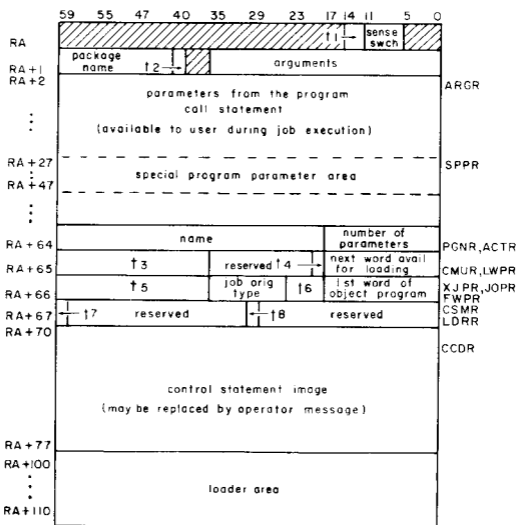 59 55 47 40 35 29 23 17 14 11 5 0
RA †1 sense swch
RA+1 package name †2 arguments
RA+2 ARGR
parameters from the program
call statement
(available to user during job execution)
RA+27 SPPR
special program parameter area
RA+47
RA+64 name number of parameters PGNR,ACTR
RA+65 †3 reserved †4 next word avail for loading CMUR,LWPR
RA+66 †5 job orig type †6 1st word of object program XJPR,JOPR FWPR
RA+67 †7 reserved †8 reserved CSMR LDRR
RA+70 CCDR
control statement image
(may be replaced by operator message)
RA+77
RA+100
loader area
RA+110